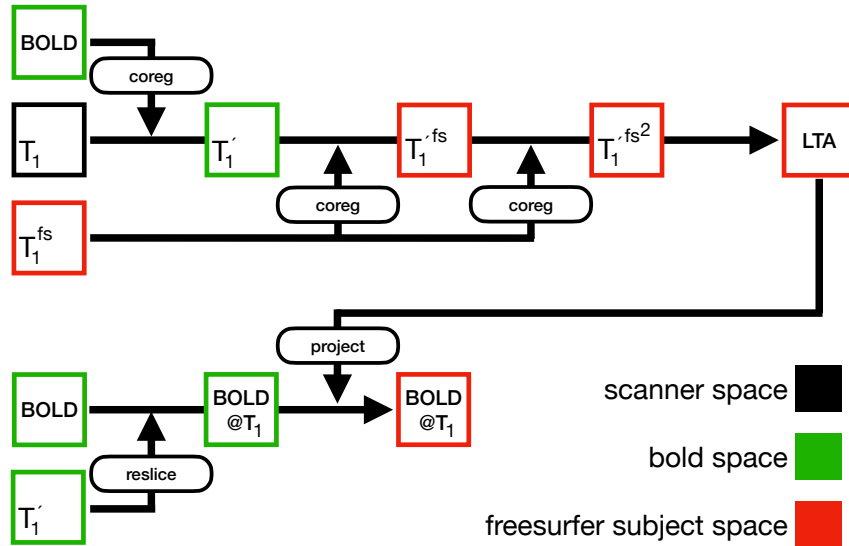 BOLD
coreg
T₁
T₁′
T₁′ᶠˢ
T₁′ᶠˢ²
LTA
coreg
coreg
T₁ᶠˢ
project
BOLD
BOLD
@T₁
BOLD
@T₁
scanner space
reslice
bold space
T₁′
freesurfer subject space